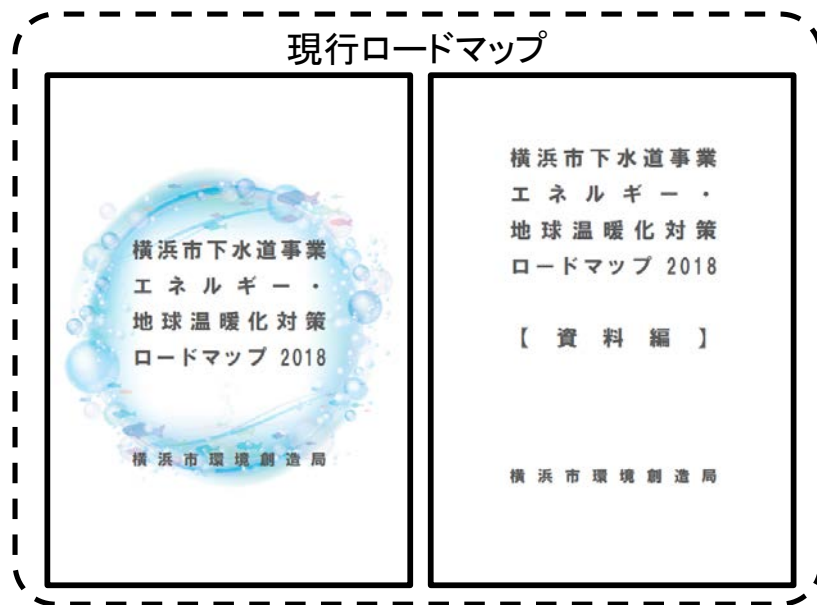 現行ロードマップ
横浜市下水道事業
エネルギー・
地球温暖化対策
ロードマップ 2018
横浜市環境創造局
横浜市下水道事業
エネルギー・
地球温暖化対策
ロードマップ 2018
【資料編】
横浜市環境創造局